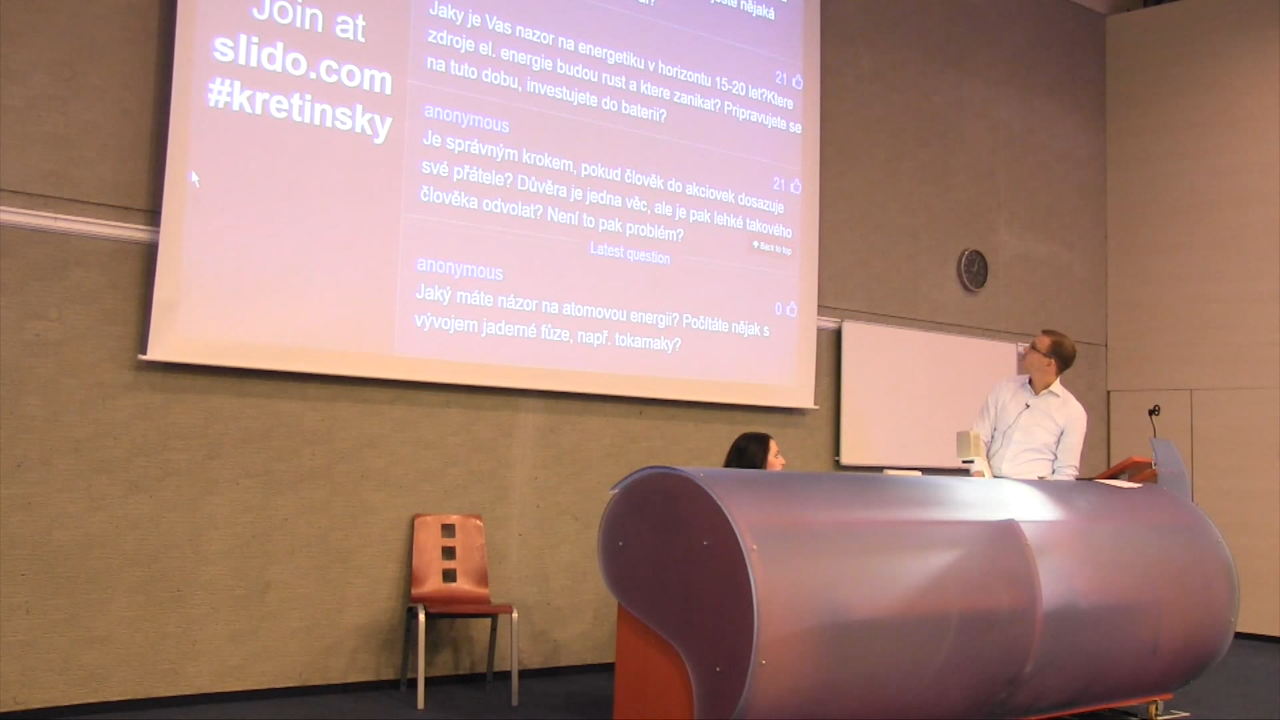 Join at
slido.com
#kretinsky
ještě nějaká
Jaky je Vas nazor na energetiku v horizontu 15-20 let?Ktere
zdroje el. energie budou rust a ktere zanikat? Pripravujete se
na tuto dobu, investujete do baterii?
21
anonymous
Je správným krokem, pokud člověk do akciovek dosazuje
své přátele? Důvěra je jedna věc, ale je pak lehké takového
člověka odvolat? Není to pak problém?
21
Back to top
Latest question
anonymous
Jaký máte názor na atomovou energii? Počítáte nějak s
vývojem jaderné fůze, např. tokamaky?
0